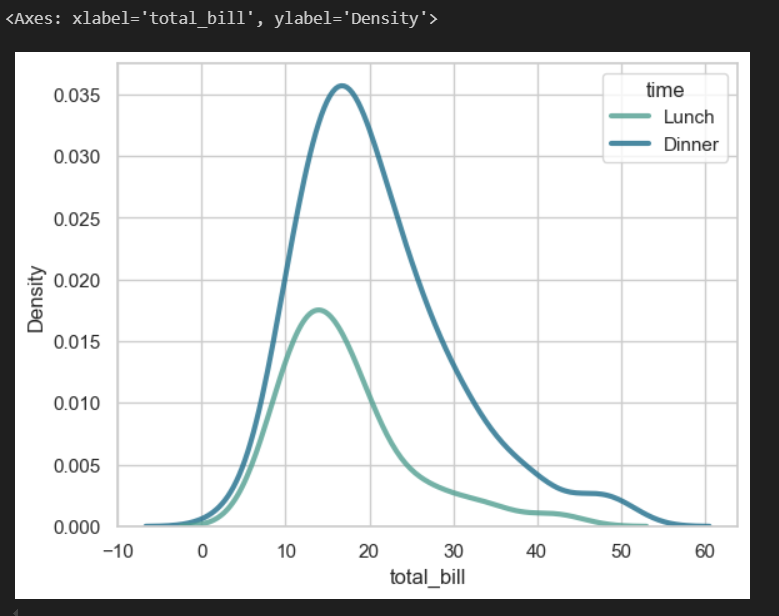 <Axes: xlabel='total_bill', ylabel='Density'>
time
Lunch
Dinner
0.035
0.030
0.025
0.020
0.015
0.010
0.005
0.000
Density
−10 0 10 20 30 40 50 60
total_bill